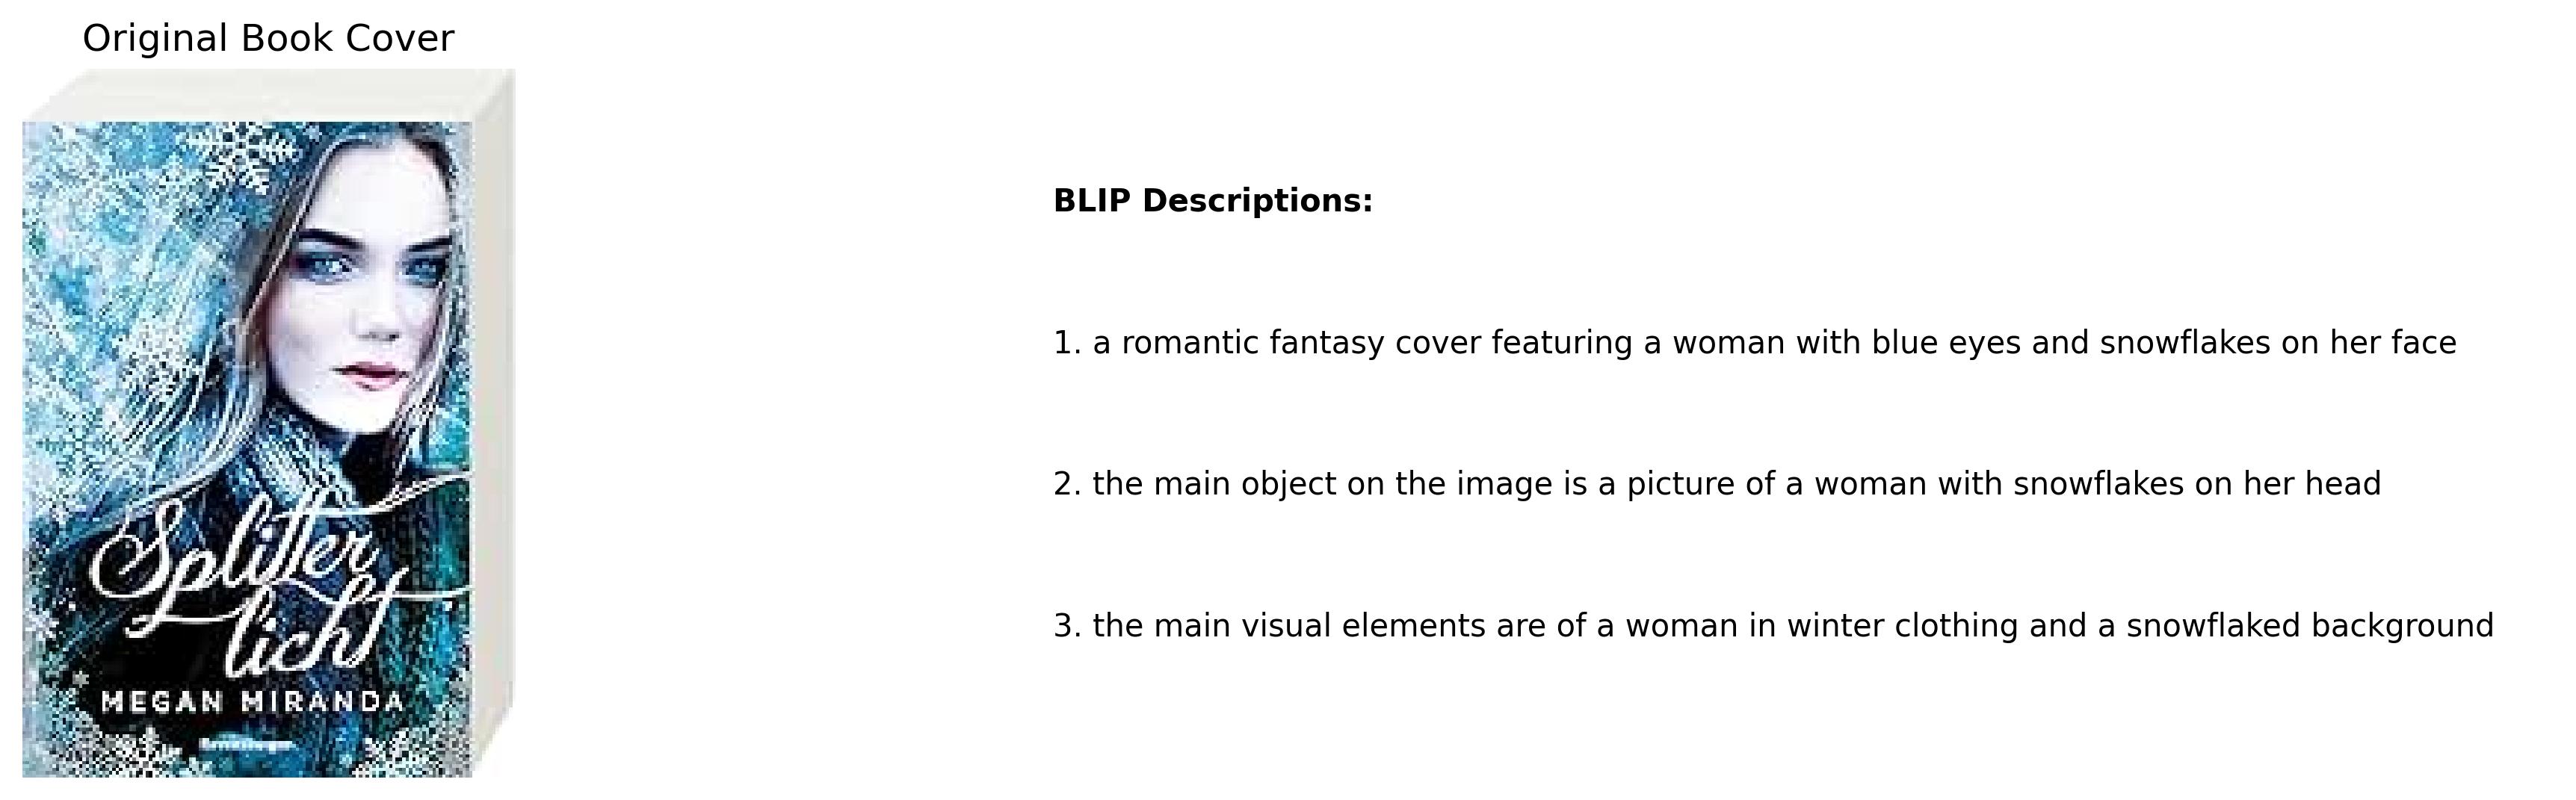 Original Book Cover
Splitter
licht
MEGAN MIRANDA
BLIP Descriptions:
1. a romantic fantasy cover featuring a woman with blue eyes and snowflakes on her face
2. the main object on the image is a picture of a woman with snowflakes on her head
3. the main visual elements are of a woman in winter clothing and a snowflaked background